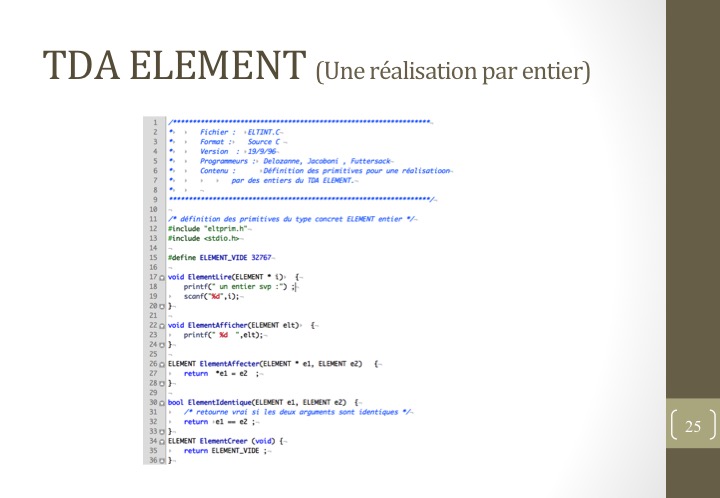 TDA ELEMENT (Une réalisation par entier)
1 /****************************************************************
2 * Fichier : ELTINT.C
3 * Format : Source C
4 * Version : 19/9/96
5 * Programmeurs : Delozanne, Jacoboni , Futtersack
6 * Contenu : Définition des primitives pour une réalisatioon
7 * par des entiers du TDA ELEMENT.
8 *
9 ****************************************************************/
10
11 /* définition des primitives du type concret ELEMENT entier */
12 #include "eltprim.h"
13 #include <stdio.h>
14
15 #define ELEMENT_VIDE 32767
16
17 void ElementLire(ELEMENT * i) {
18 printf(" un entier svp :") ;
19 scanf("%d",i);
20 }
21
22 void ElementAfficher(ELEMENT elt) {
23 printf(" %d ",elt);
24 }
25
26 ELEMENT ElementAffecter(ELEMENT * e1, ELEMENT e2) {
27 return *e1 = e2 ;
28 }
29
30 bool ElementIdentique(ELEMENT e1, ELEMENT e2) {
31 /* retourne vrai si les deux arguments sont identiques */
32 return e1 == e2 ;
33 }
34 ELEMENT ElementCreer (void) {
35 return ELEMENT_VIDE ;
36 }
25